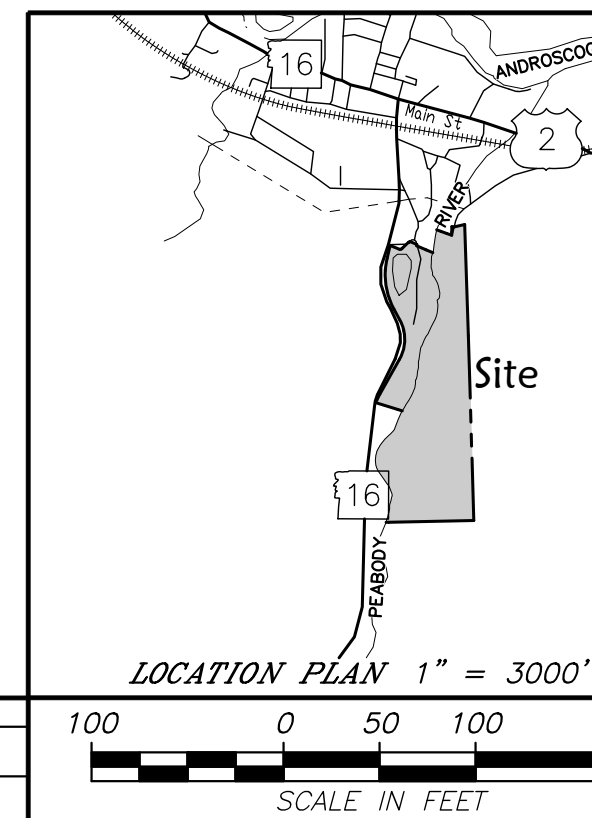 16
ANDROSCOG
Main St
2
RIVER
Site
16
PEABODY
LOCATION PLAN 1" = 3000'
100 0 50 100
SCALE IN FEET